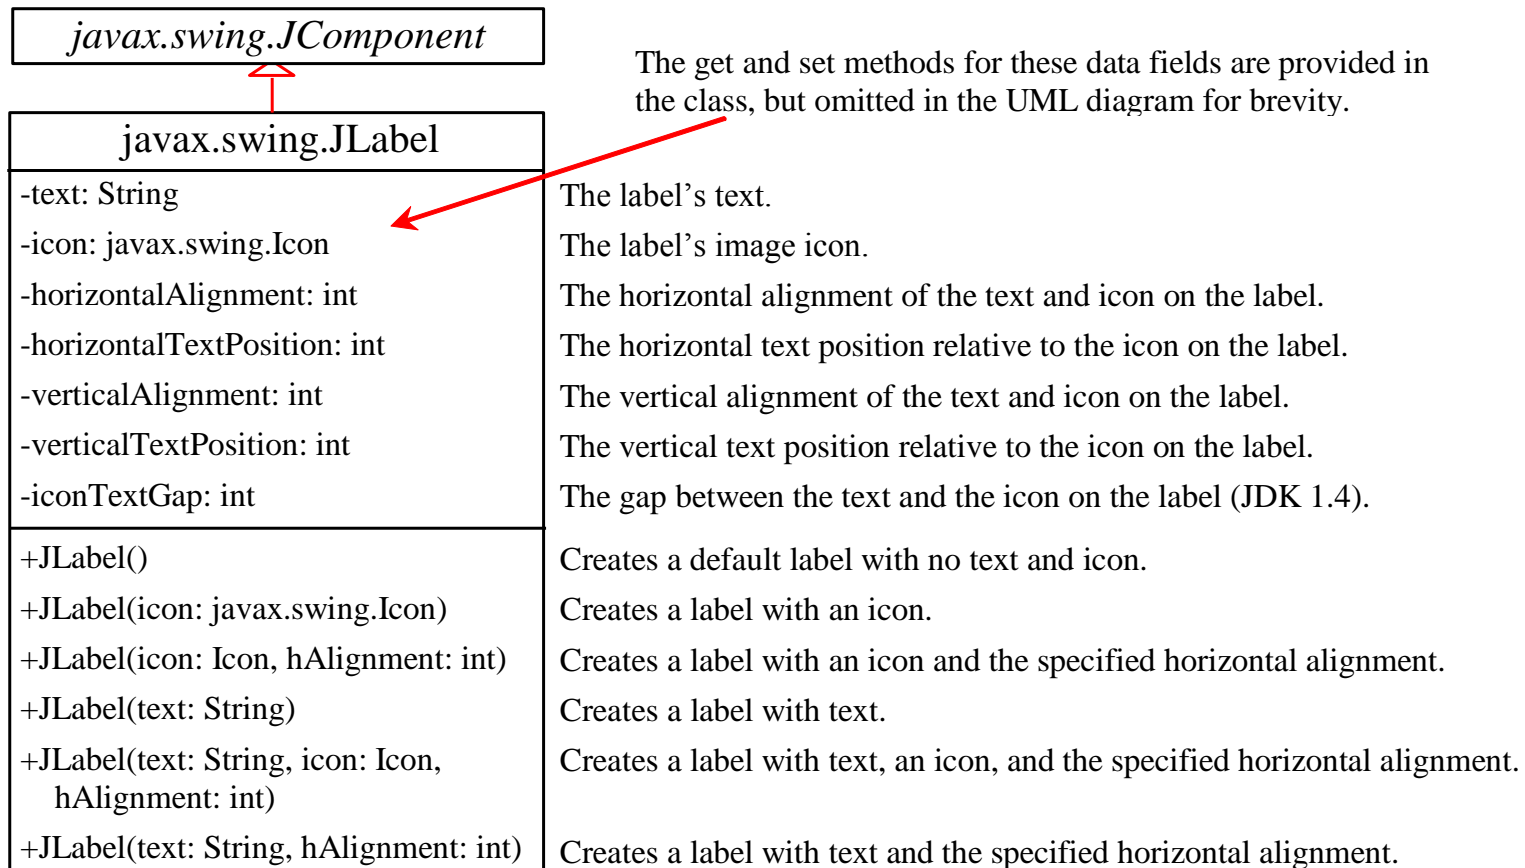 javax.swing.JComponent
The get and set methods for these data fields are provided in
the class, but omitted in the UML diagram for brevity.
javax.swing.JLabel
-text: String
The label’s text.
-icon: javax.swing.Icon
The label’s image icon.
-horizontalAlignment: int
The horizontal alignment of the text and icon on the label.
-horizontalTextPosition: int
The horizontal text position relative to the icon on the label.
-verticalAlignment: int
The vertical alignment of the text and icon on the label.
-verticalTextPosition: int
The vertical text position relative to the icon on the label.
-iconTextGap: int
The gap between the text and the icon on the label (JDK 1.4).
+JLabel()
Creates a default label with no text and icon.
+JLabel(icon: javax.swing.Icon)
Creates a label with an icon.
+JLabel(icon: Icon, hAlignment: int)
Creates a label with an icon and the specified horizontal alignment.
+JLabel(text: String)
Creates a label with text.
+JLabel(text: String, icon: Icon,
hAlignment: int)
Creates a label with text, an icon, and the specified horizontal alignment.
+JLabel(text: String, hAlignment: int)
Creates a label with text and the specified horizontal alignment.